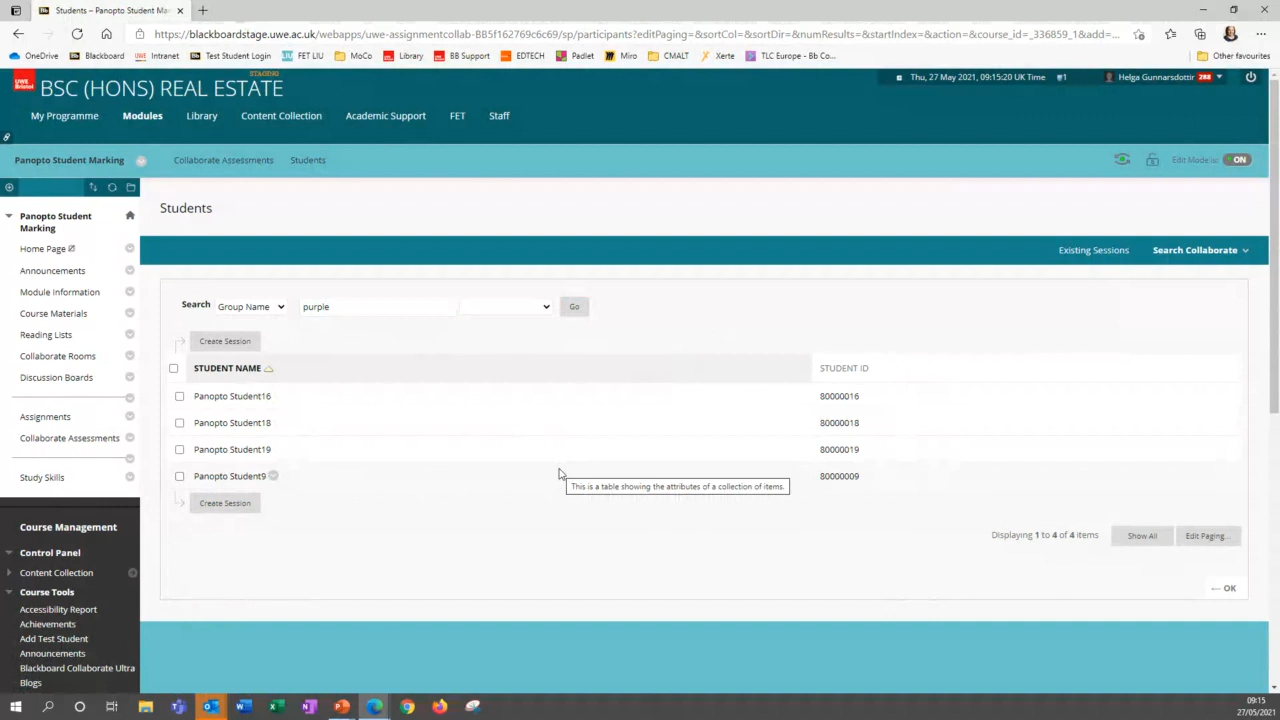 Students – Panopto Student Mar
https://blackboardstage.uwe.ac.uk/webapps/uwe-assignmentcollab-BB5f162769c6c69/sp/participants?editPaging=&sortCol=&sortDir=&numResults=&startIndex=&action=&course_id=_336859_1&add=...
OneDrive Blackboard Intranet Test Student Login FET LIU MoCo Library BB Support EDTECH Padlet Miro CMALT Xerte TLC Europe - Bb Co... Other favourites
STAGING
UWE Bristol BSC (HONS) REAL ESTATE
Thu, 27 May 2021, 09:15:20 UK Time 1 Helga Gunnarsdottir 288
My Programme Modules Library Content Collection Academic Support FET Staff
Panopto Student Marking Collaborate Assessments Students Edit Mode is: ON
Panopto Student
Marking
Home Page
Announcements
Module Information
Course Materials
Reading Lists
Collaborate Rooms
Discussion Boards
Assignments
Collaborate Assessments
Study Skills
Course Management
Control Panel
Content Collection
Course Tools
Accessibility Report
Achievements
Add Test Student
Announcements
Blackboard Collaborate Ultra
Blogs
Students
Existing Sessions Search Collaborate
Search Group Name purple Go
Create Session
STUDENT NAME STUDENT ID
Panopto Student16 80000016
Panopto Student18 80000018
Panopto Student19 80000019
Panopto Student9 80000009
This is a table showing the attributes of a collection of items.
Create Session
Displaying 1 to 4 of 4 items Show All Edit Paging...
← OK
09:15
27/05/2021